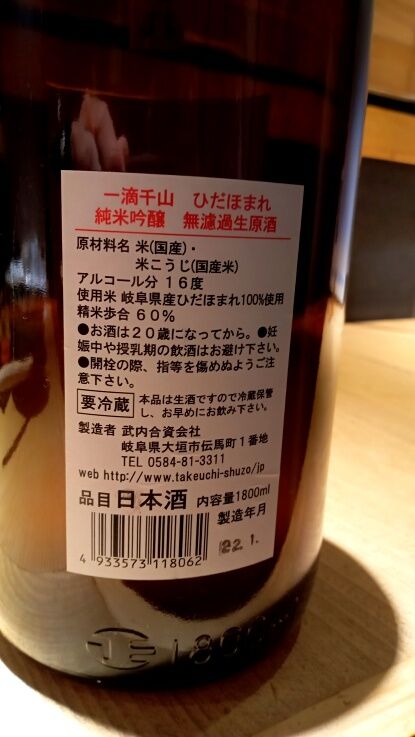 一滴千山 ひだほまれ
純米吟醸 無濾過生原酒
原材料名 米(国産)・
米こうじ(国産米)
アルコール分 16度
使用米 岐阜県産ひだほまれ100%使用
精米歩合 60%
●お酒は20歳になってから。●妊
娠中や授乳期の飲酒はお避け下さい。
●開栓の際、指等を傷めぬようご注
意下さい。
要冷蔵 本品は生酒ですので冷蔵保管
し、お早めにお飲み下さい。
製造者 武内合資会社
岐阜県大垣市伝馬町1番地
TEL 0584-81-3311
web http://www.takeuchi-shuzo/jp
品目 日本酒 内容量1800ml
製造年月
22.1.
4 933573 118062